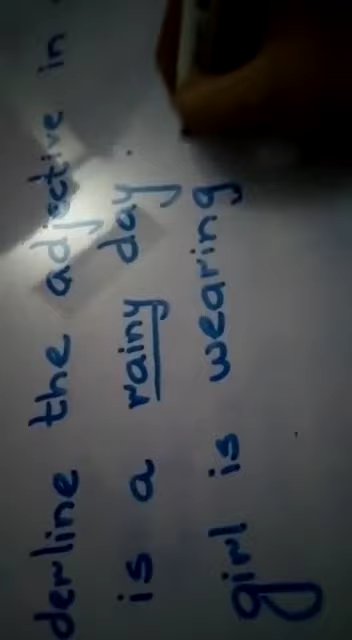 derline the adjective in
is a rainy day.
girl is wearing